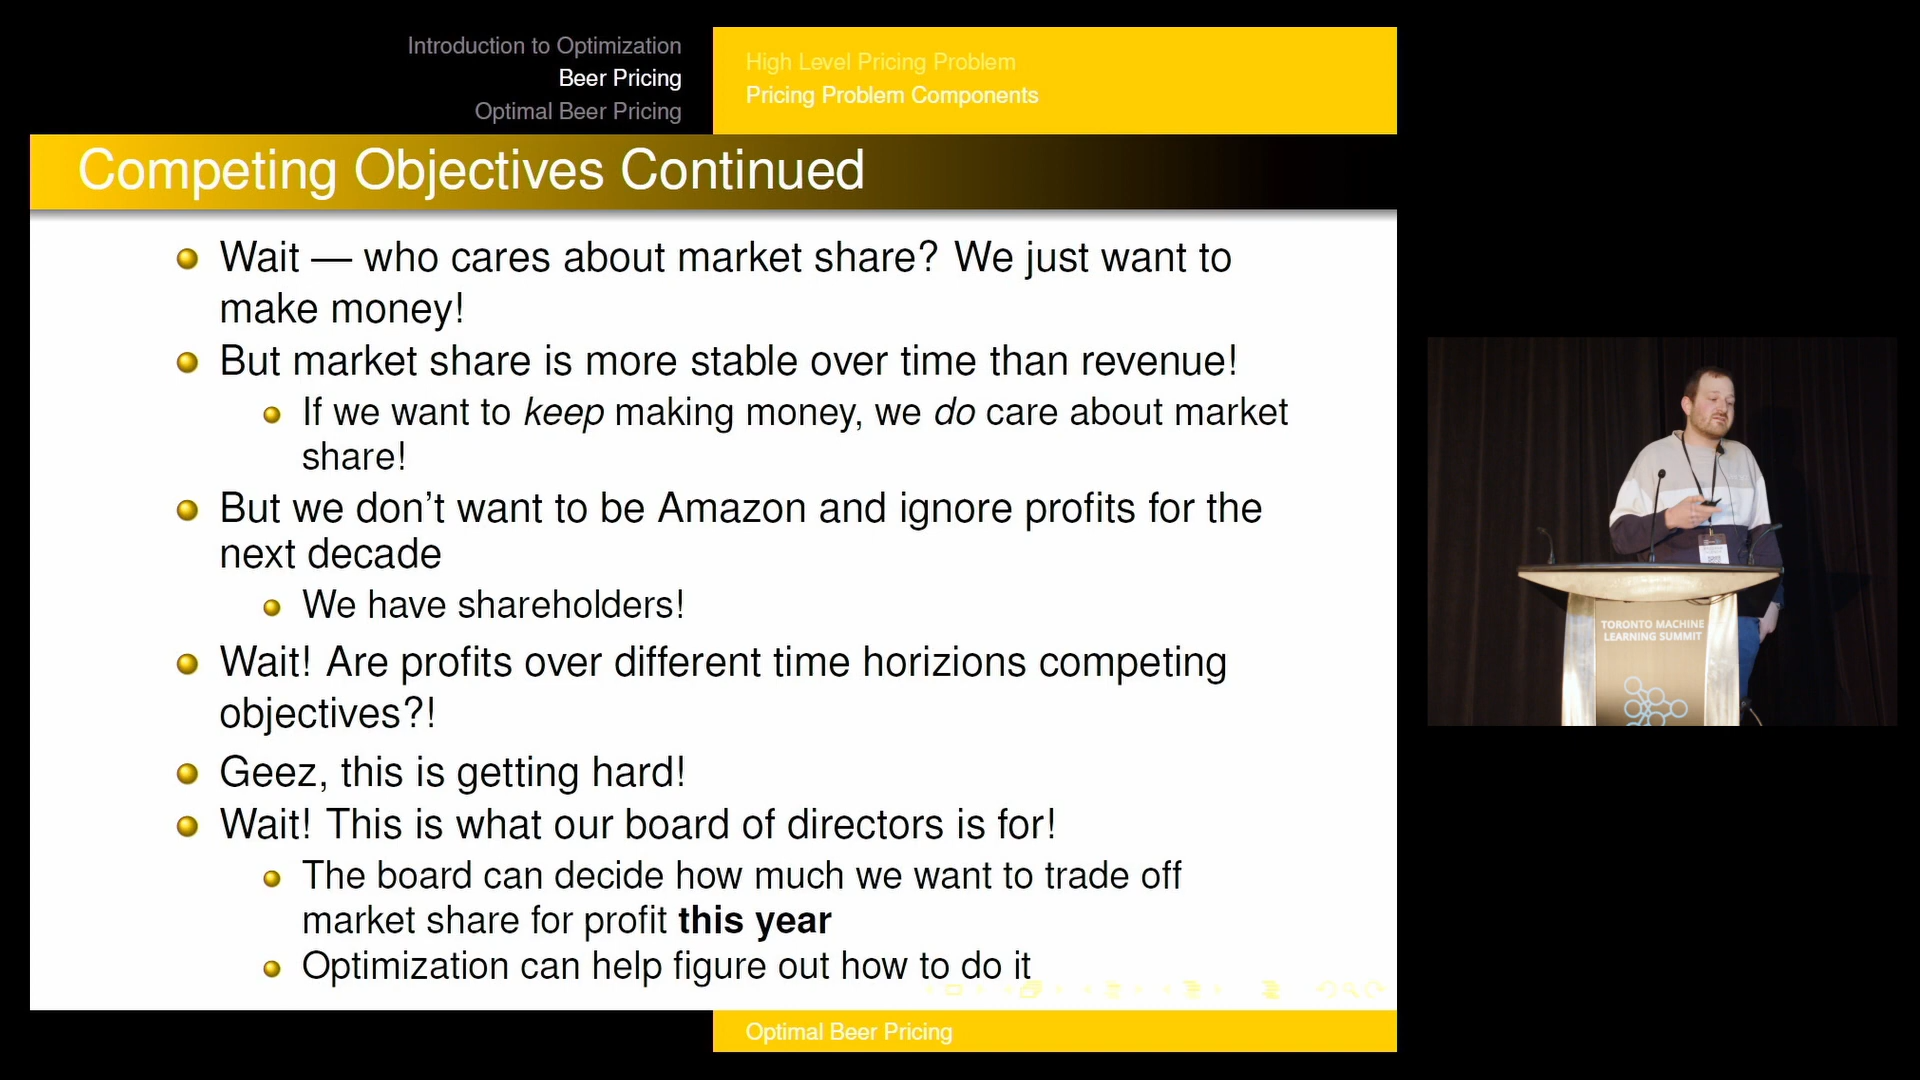 Introduction to Optimization
Beer Pricing
Optimal Beer Pricing
High Level Pricing Problem
Pricing Problem Components
Competing Objectives Continued
Wait — who cares about market share? We just want to
make money!
But market share is more stable over time than revenue!
If we want to keep making money, we do care about market
share!
But we don't want to be Amazon and ignore profits for the
next decade
We have shareholders!
Wait! Are profits over different time horizions competing
objectives?!
Geez, this is getting hard!
Wait! This is what our board of directors is for!
The board can decide how much we want to trade off
market share for profit this year
Optimization can help figure out how to do it
Optimal Beer Pricing
TORONTO MACHINE
LEARNING SUMMIT